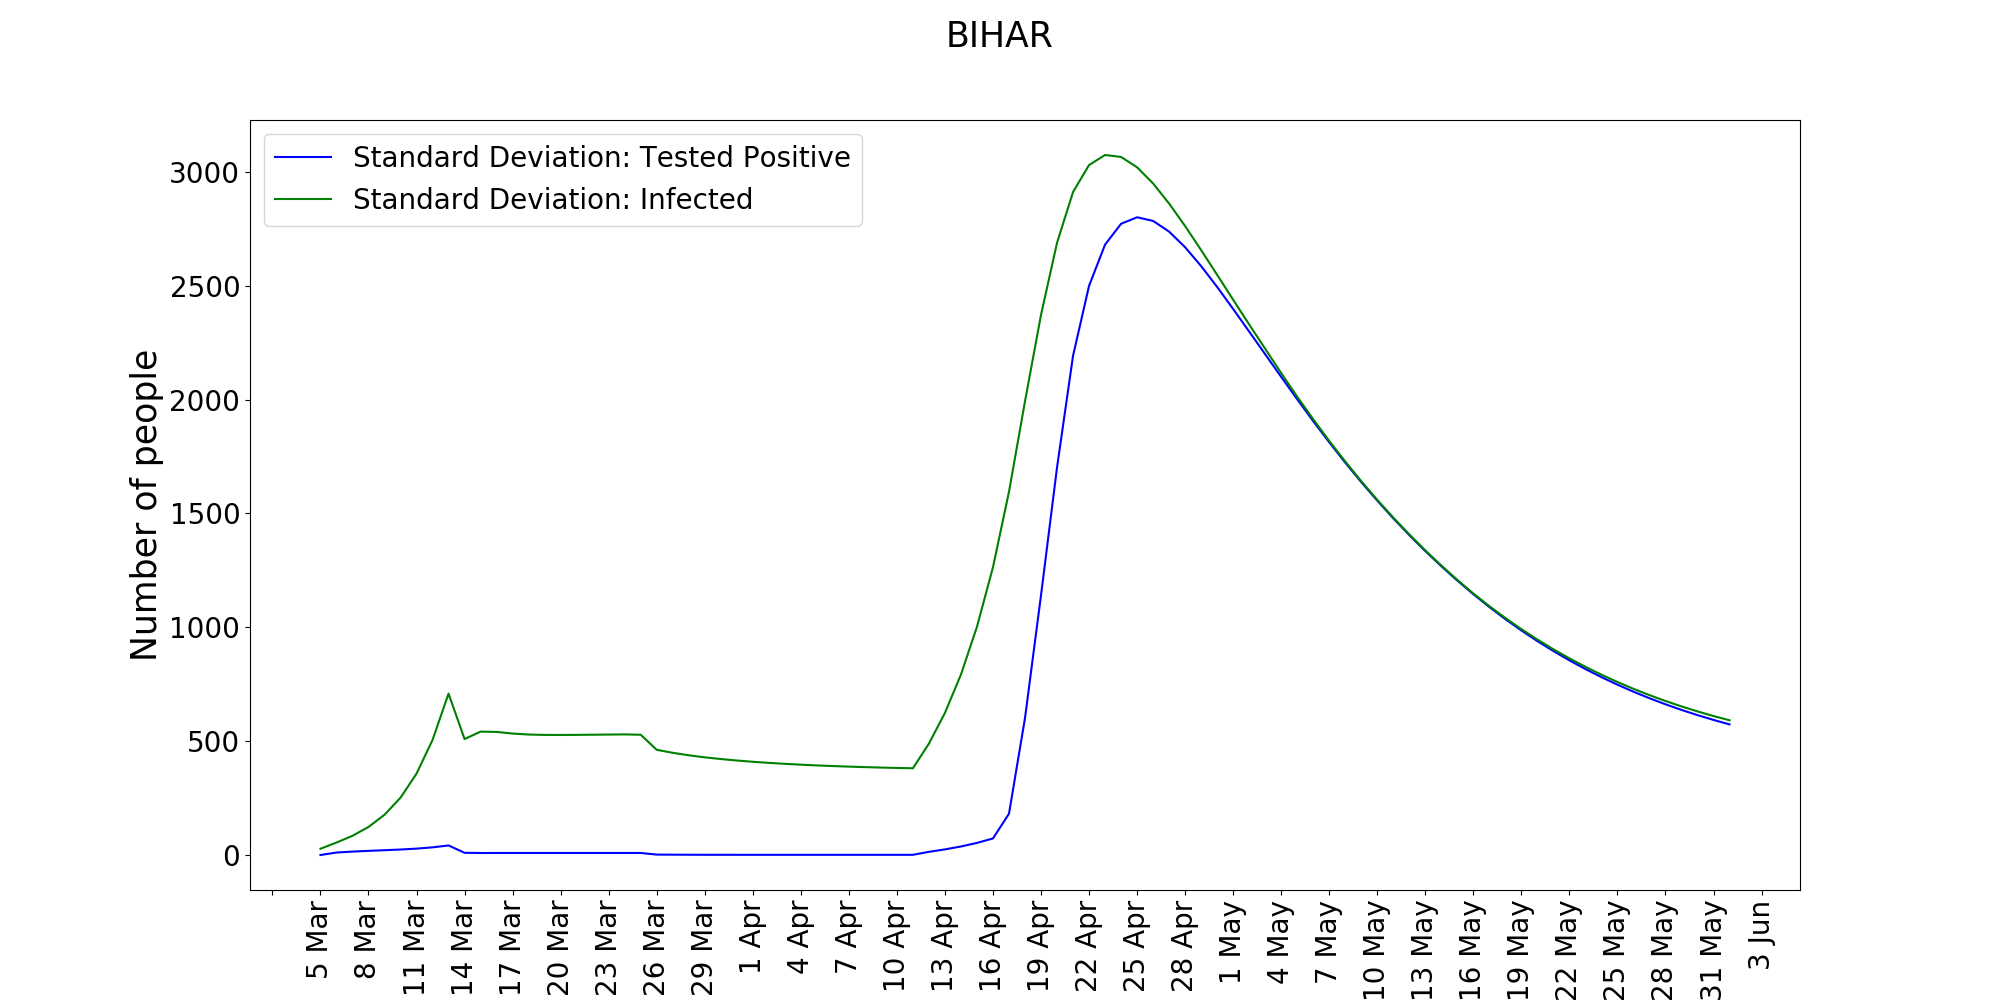 BIHAR
Standard Deviation: Tested Positive
Standard Deviation: Infected
Number of people
3000
2500
2000
1500
1000
500
0
5 Mar
8 Mar
11 Mar
14 Mar
17 Mar
20 Mar
23 Mar
26 Mar
29 Mar
1 Apr
4 Apr
7 Apr
10 Apr
13 Apr
16 Apr
19 Apr
22 Apr
25 Apr
28 Apr
1 May
4 May
7 May
10 May
13 May
16 May
19 May
22 May
25 May
28 May
31 May
3 Jun